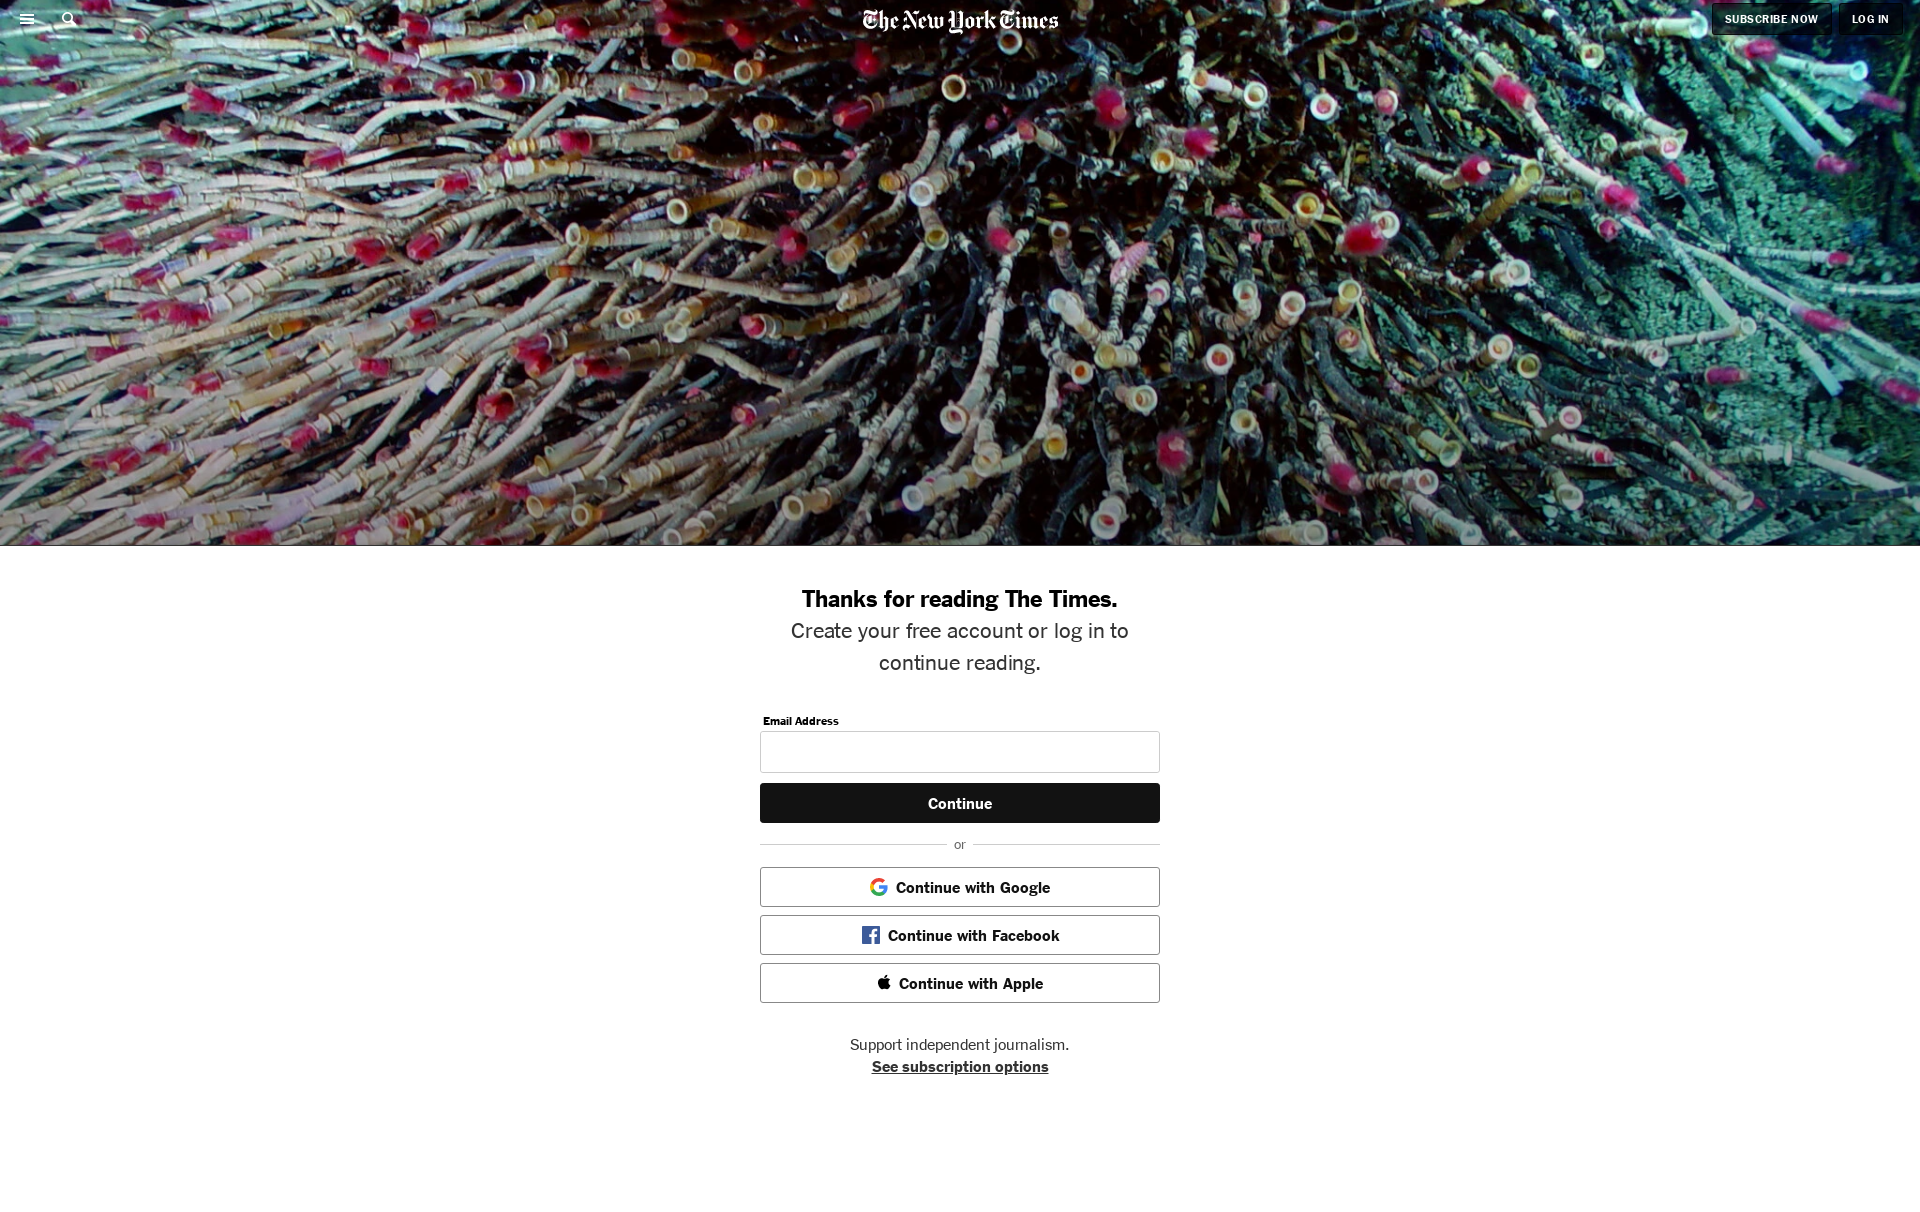 The New York Times
SUBSCRIBE NOW
LOG IN
Thanks for reading The Times.
Create your free account or log in to
continue reading.
Email Address
Continue
or
Continue with Google
Continue with Facebook
Continue with Apple
Support independent journalism.
See subscription options